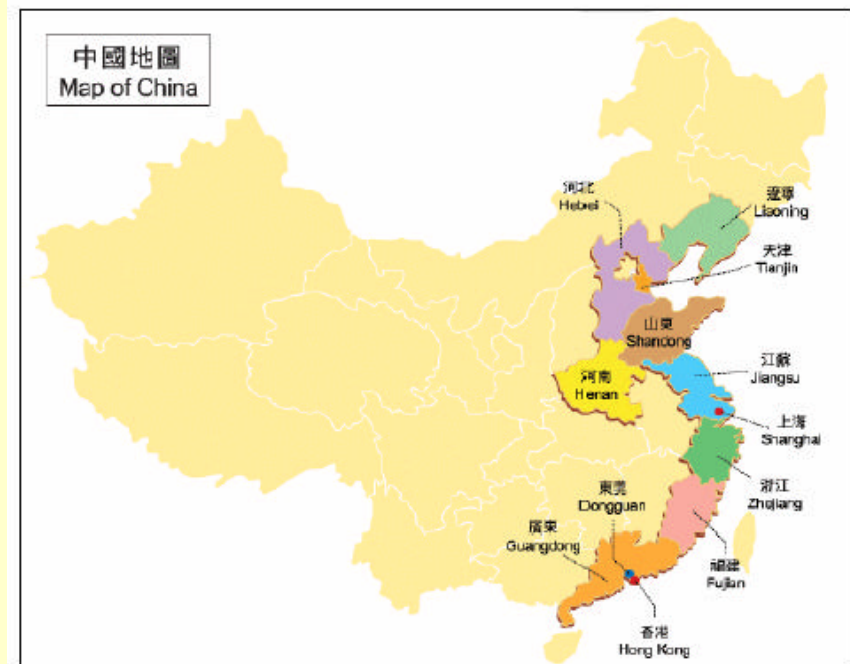 中國地圖
Map of China
河北
Hebei
遼寧
Liaoning
天津
Tianjin
山東
Shandong
江蘇
Jiangsu
河南
Henan
上海
Shanghai
浙江
Zhejiang
東莞
Dongguan
廣東
Guangdong
福建
Fujian
香港
Hong Kong